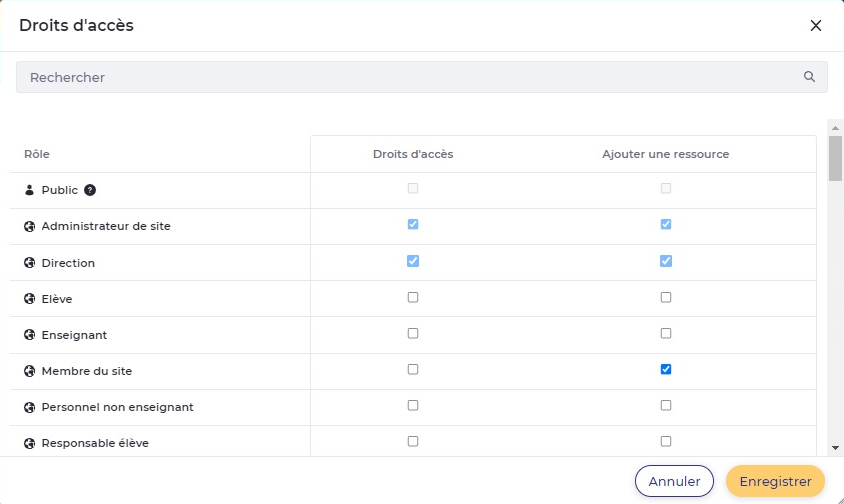 Droits d'accès
Rechercher
Rôle Droits d'accès Ajouter une ressource
Public ?
Administrateur de site
Direction
Elève
Enseignant
Membre du site
Personnel non enseignant
Responsable élève
Annuler Enregistrer